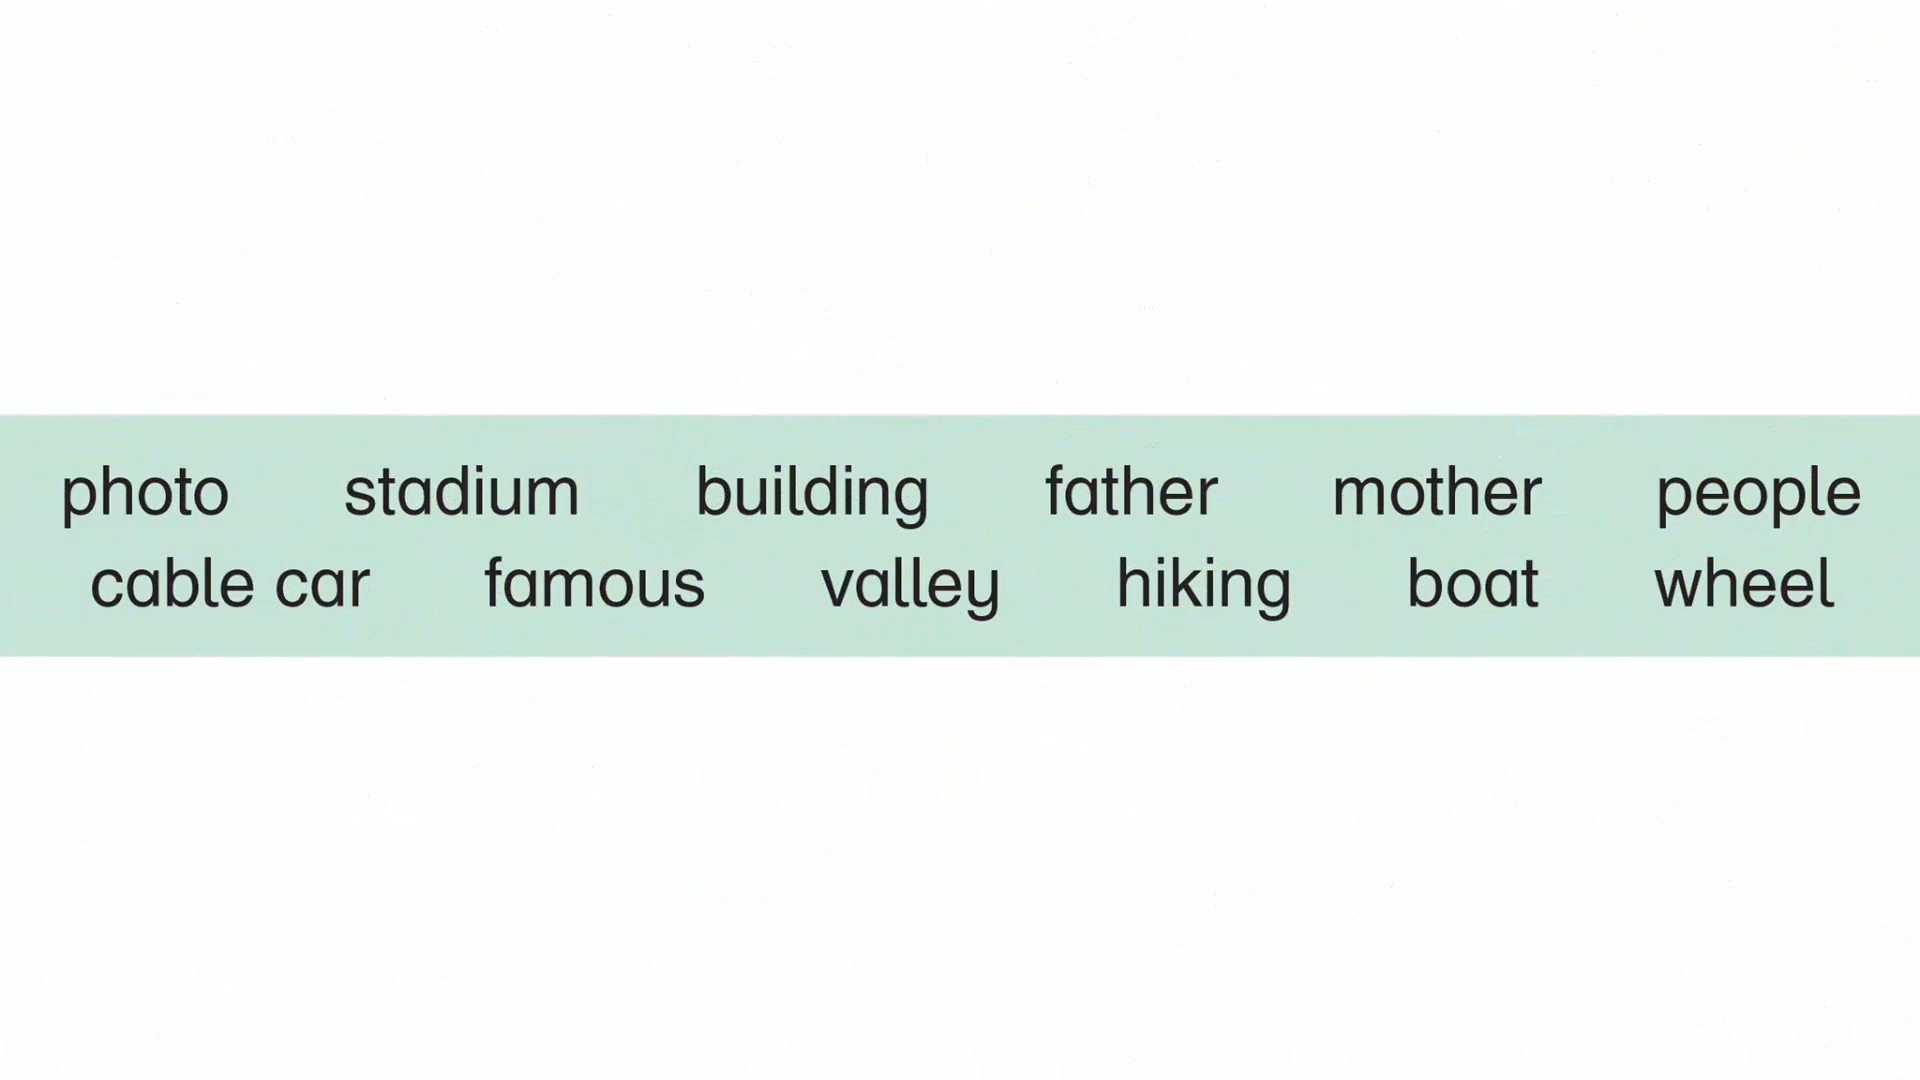 photo stadium building father mother people
cable car famous valley hiking boat wheel